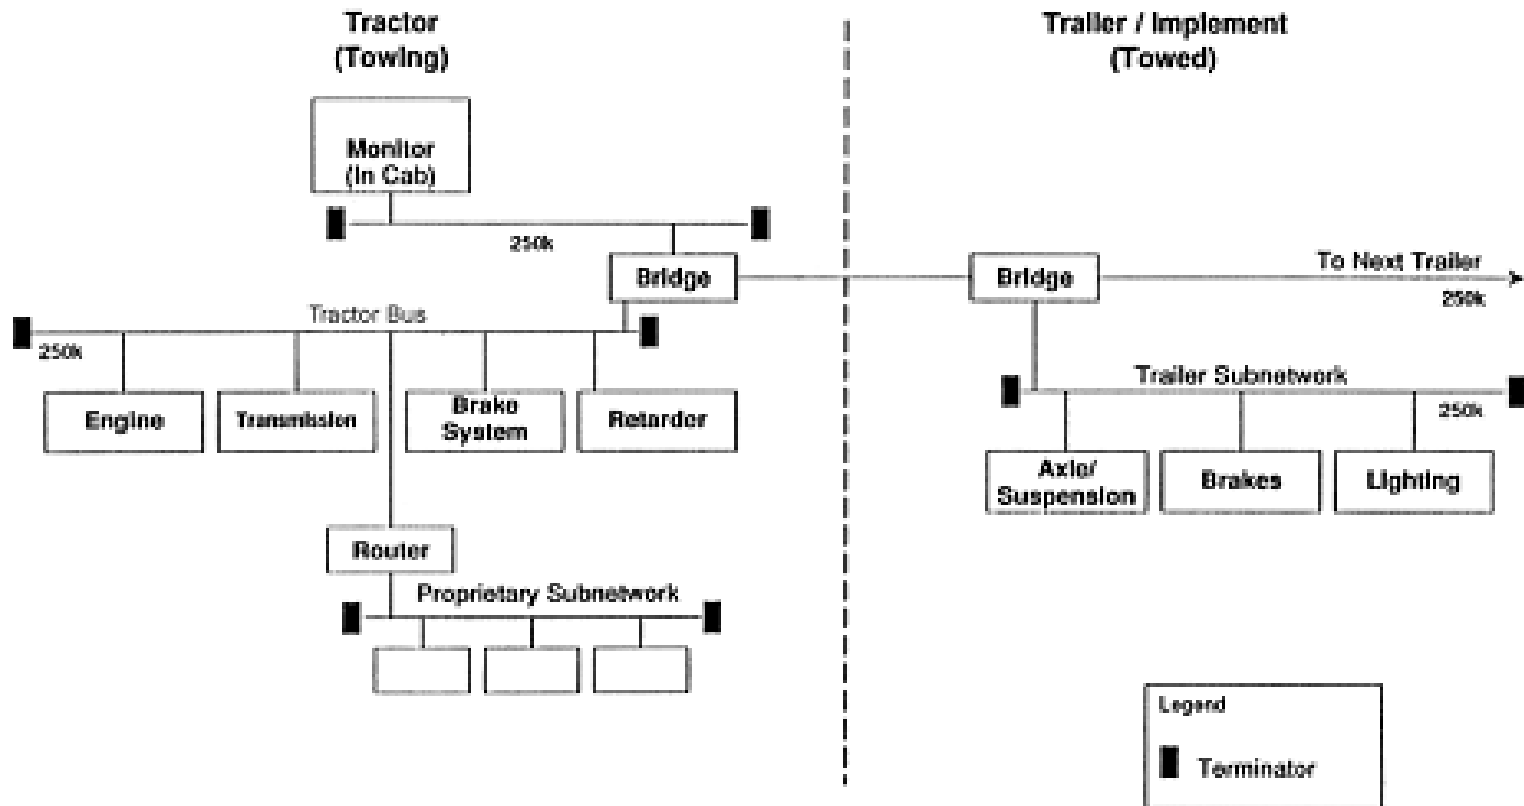 Tractor
(Towing)
Trailer / Implement
(Towed)
Monitor
(In Cab)
250k
Bridge
Bridge
To Next Trailer
250k
Tractor Bus
250k
Engine
Transmission
Brake
System
Retarder
Trailer Subnetwork
250k
Axle/
Suspension
Brakes
Lighting
Router
Proprietary Subnetwork
Legend
Terminator